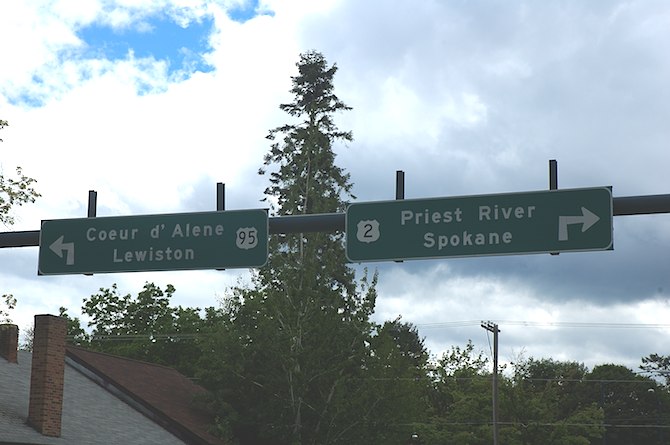 Coeur d' Alene
Lewiston
95
2
Priest River
Spokane